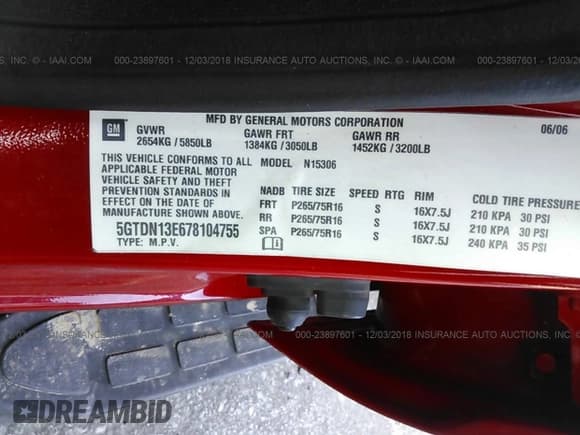 INC. - IAAI.COM 000-23897601 - 12/03/2018 INSURANCE AUTO AUCTIONS, INC. - IAAI.COM 000-23897601
GM
MFD BY GENERAL MOTORS CORPORATION 06/06
GVWR GAWR FRT GAWR RR
2654KG / 5850LB 1384KG / 3050LB 1452KG / 3200LB
THIS VEHICLE CONFORMS TO ALL MODEL N15306
APPLICABLE FEDERAL MOTOR
VEHICLE SAFETY AND THEFT
PREVENTION STANDARDS IN
EFFECT ON THE DATE OF
MANUFACTURE SHOWN ABOVE.
5GTDN13E678104755
TYPE: M.P.V.
NADB TIRE SIZE SPEED RTG RIM COLD TIRE PRESSURE
FRT P265/75R16 S 16X7.5J 210 KPA 30 PSI
RR P265/75R16 S 16X7.5J 210 KPA 30 PSI
SPA P265/75R16 S 16X7.5J 240 KPA 35 PSI
000-23897601 - 12/03/2018 INSURANCE AUTO AUCTIONS, INC. - IAAI.COM
DREAMBID